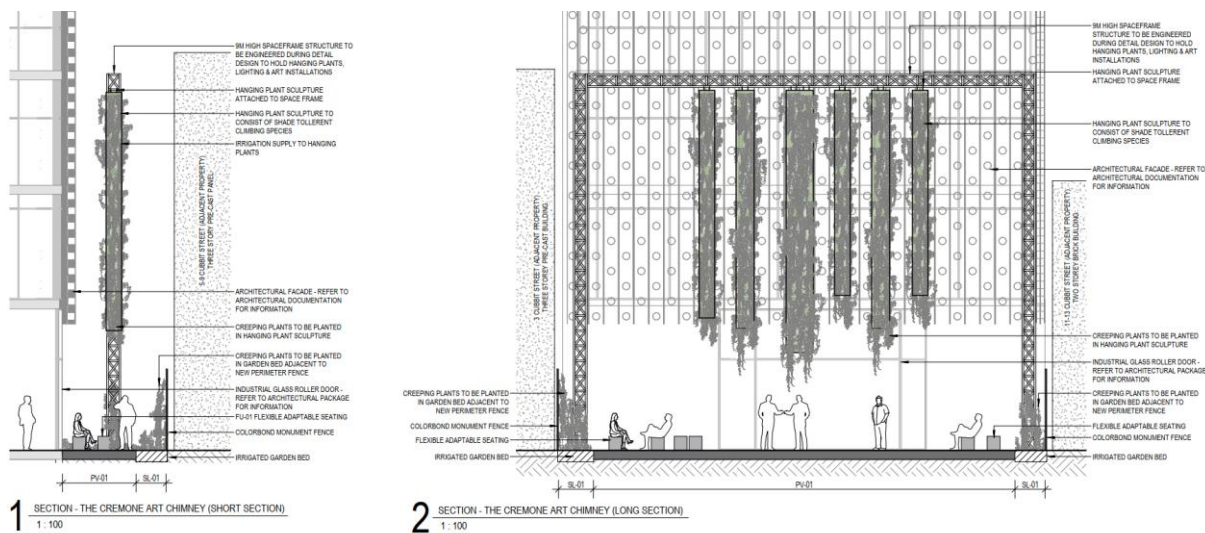 9M HIGH SPACEFRAME STRUCTURE TO
BE ENGINEERED DURING DETAIL
DESIGN TO HOLD HANGING PLANTS,
LIGHTING & ART INSTALLATIONS
HANGING PLANT SCULPTURE
ATTACHED TO SPACE FRAME
HANGING PLANT SCULPTURE TO
CONSIST OF SHADE TOLLERENT
CLIMBING SPECIES
IRRIGATION SUPPLY TO HANGING
PLANTS
5-9 CUBBIT STREET (ADJACENT PROPERTY)
THREE STORY PRE-CAST PANEL
ARCHITECTURAL FACADE - REFER TO
ARCHITECTURAL DOCUMENTATION
FOR INFORMATION
CREEPING PLANTS TO BE PLANTED
IN HANGING PLANT SCULPTURE
CREEPING PLANTS TO BE PLANTED
IN GARDEN BED ADJACENT TO
NEW PERIMETER FENCE
INDUSTRIAL GLASS ROLLER DOOR -
REFER TO ARCHITECTURAL PACKAGE
FOR INFORMATION
FU-01 FLEXIBLE ADAPTABLE SEATING
COLORBOND MONUMENT FENCE
IRRIGATED GARDEN BED
PV-01
SL-01
1
SECTION - THE CREMONE ART CHIMNEY (SHORT SECTION)
1 : 100
9M HIGH SPACEFRAME
STRUCTURE TO BE ENGINEERED
DURING DETAIL DESIGN TO HOLD
HANGING PLANTS, LIGHTING & ART
INSTALLATIONS
HANGING PLANT SCULPTURE
ATTACHED TO SPACE FRAME
HANGING PLANT SCULPTURE TO
CONSIST OF SHADE TOLLERENT
CLIMBING SPECIES
ARCHITECTURAL FACADE - REFER TO
ARCHITECTURAL DOCUMENTATION
FOR INFORMATION
3 CUBBIT STREET (ADJACENT PROPERTY)
THREE STOREY PRE-CAST BUILDING
11-13 CUBBIT STREET (ADJACENT PROPERTY)
TWO STOREY BRICK BUILDING
CREEPING PLANTS TO BE PLANTED
IN HANGING PLANT SCULPTURE
INDUSTRIAL GLASS ROLLER DOOR -
REFER TO ARCHITECTURAL PACKAGE
FOR INFORMATION
CREEPING PLANTS TO BE PLANTED
IN GARDEN BED ADJACENT TO
NEW PERIMETER FENCE
COLORBOND MONUMENT FENCE
FLEXIBLE ADAPTABLE SEATING
IRRIGATED GARDEN BED
CREEPING PLANTS TO BE PLANTED
IN GARDEN BED ADJACENT TO
NEW PERIMETER FENCE
FLEXIBLE ADAPTABLE SEATING
COLORBOND MONUMENT FENCE
IRRIGATED GARDEN BED
SL-01
PV-01
SL-01
2
SECTION - THE CREMONE ART CHIMNEY (LONG SECTION)
1 : 100